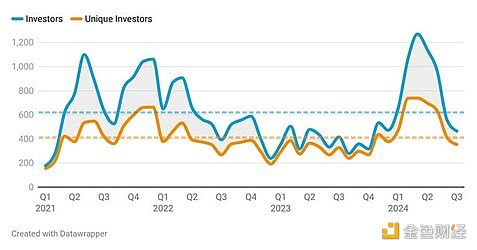 Investors Unique Investors
1,200
1,000
800
600
400
200
0
Q1 Q2 Q3 Q4 Q1 Q2 Q3 Q4 Q1 Q2 Q3 Q4 Q1 Q2 Q3
2021 2022 2023 2024
Created with Datawrapper
金色财经